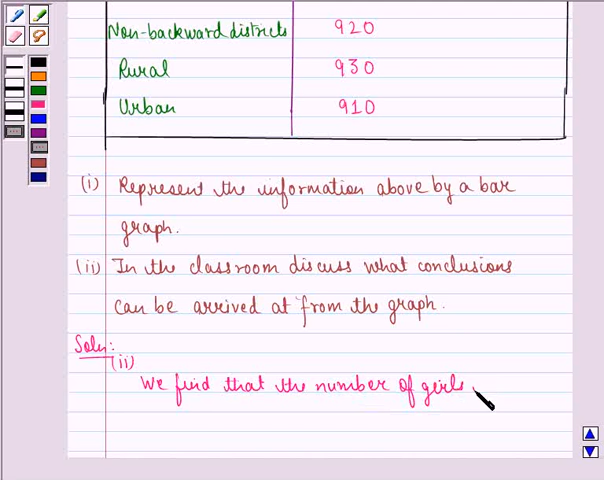 Non-backward districts 920
Rural 930
Urban 910
(i) Represent the information above by a bar
graph.
(ii) In the classroom discuss what conclusions
can be arrived at from the graph.
Soln:
(ii)
We find that the number of girls